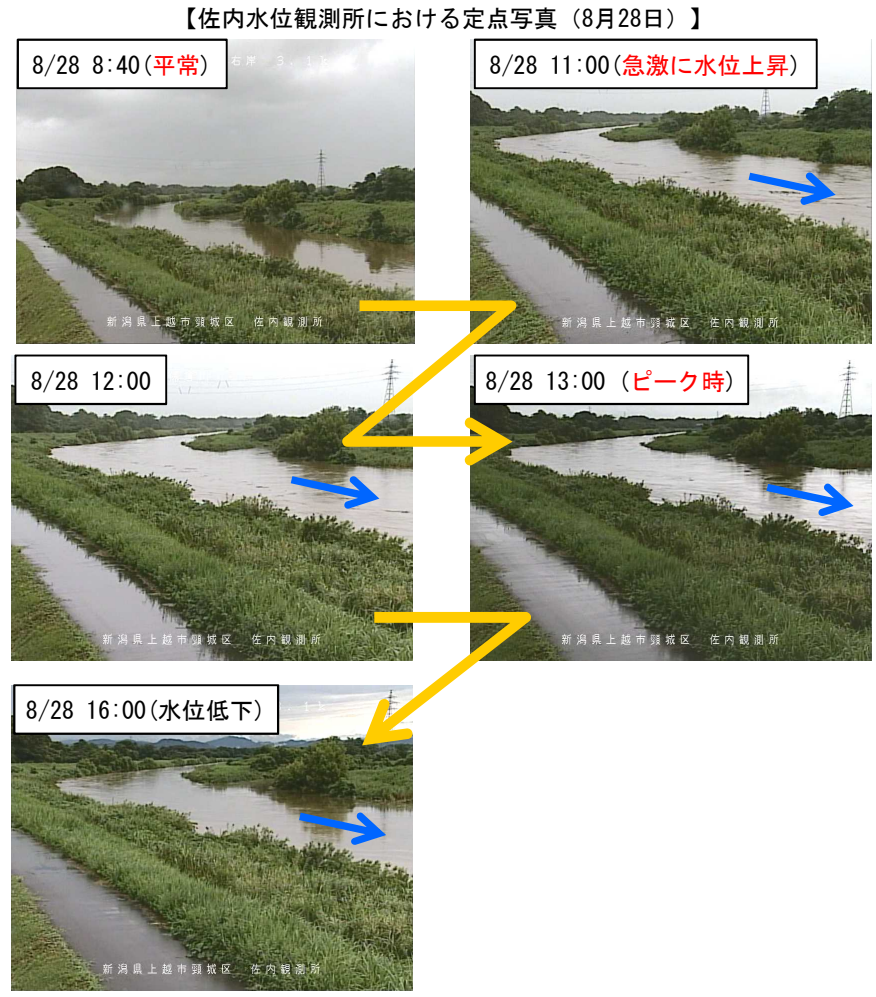 【佐内水位観測所における定点写真（8月28日）】
8/28 8:40(平常)
右岸
新潟県上越市頸城区 佐内観測所
8/28 11:00(急激に水位上昇)
新潟県上越市頸城区 佐内観測所
8/28 12:00
新潟県上越市頸城区 佐内観測所
8/28 13:00 (ピーク時)
新潟県上越市頸城区 佐内観測所
8/28 16:00(水位低下)
新潟県上越市頸城区 佐内観測所